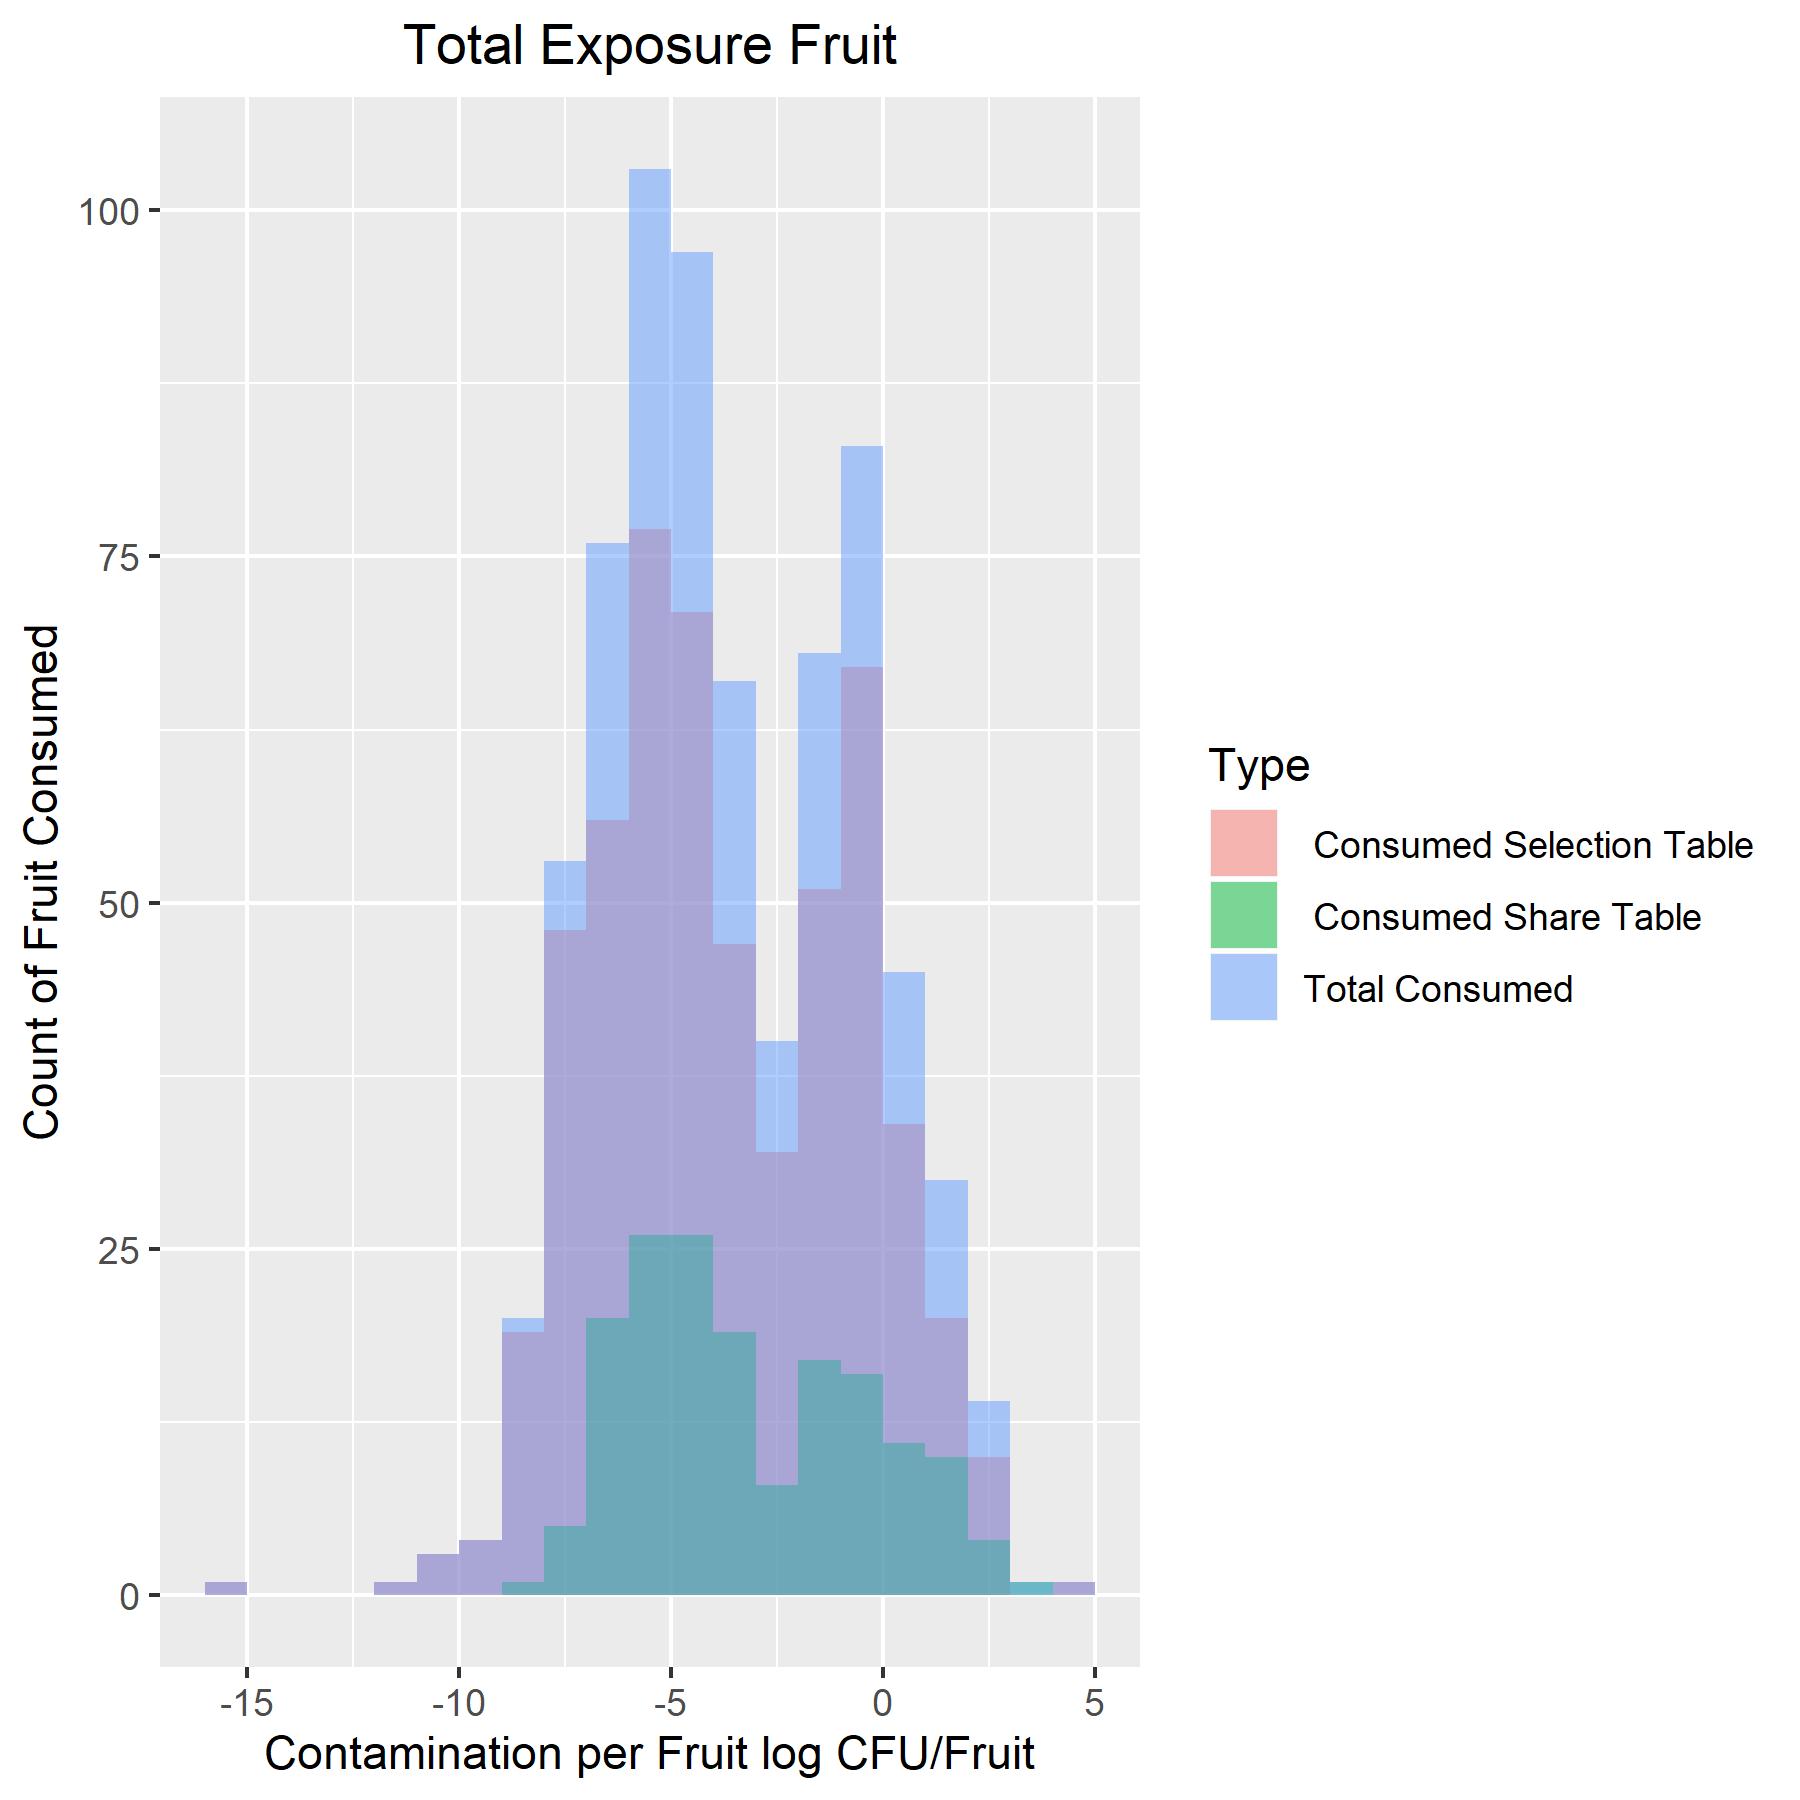 Total Exposure Fruit
100
75
50
25
0
Count of Fruit Consumed
-15 -10 -5 0 5
Contamination per Fruit log CFU/Fruit
Type
Consumed Selection Table
Consumed Share Table
Total Consumed